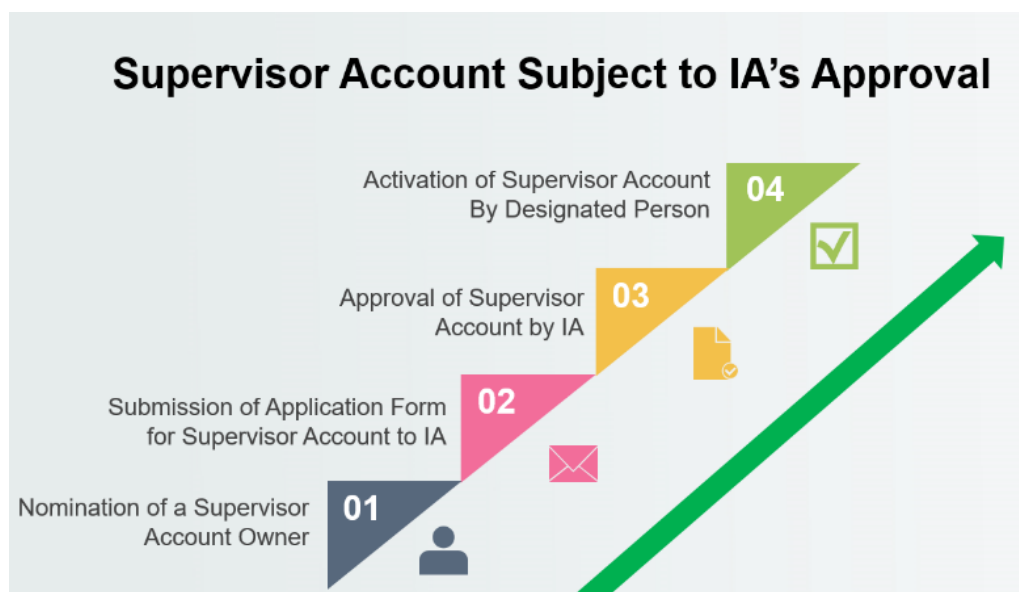 Supervisor Account Subject to IA’s Approval
Activation of Supervisor Account
By Designated Person
04
Approval of Supervisor
Account by IA
03
Submission of Application Form
for Supervisor Account to IA
02
Nomination of a Supervisor
Account Owner
01